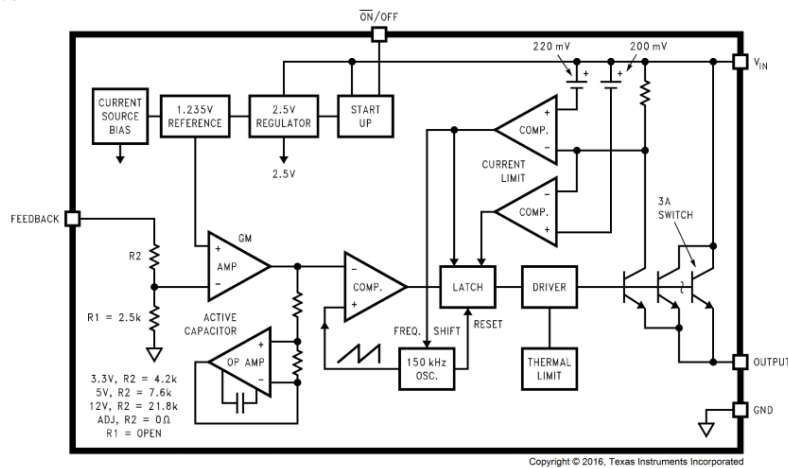 ON/OFF
220 mV
200 mV
+
+
VIN
CURRENT
SOURCE
BIAS
1.235V
REFERENCE
2.5V
REGULATOR
START
UP
2.5V
+
COMP.
-
CURRENT
LIMIT
-
COMP.
+
3A
SWITCH
FEEDBACK
R2
GM
+
AMP
-
R1 = 2.5k
ACTIVE
CAPACITOR
-
COMP.
+
LATCH
DRIVER
FREQ. SHIFT
RESET
+
OP AMP
-
150 kHz
OSC.
THERMAL
LIMIT
OUTPUT
3.3V, R2 = 4.2k
5V, R2 = 7.6k
12V, R2 = 21.8k
ADJ, R2 = 0Ω
R1 = OPEN
GND
Copyright © 2016, Texas Instruments Incorporated